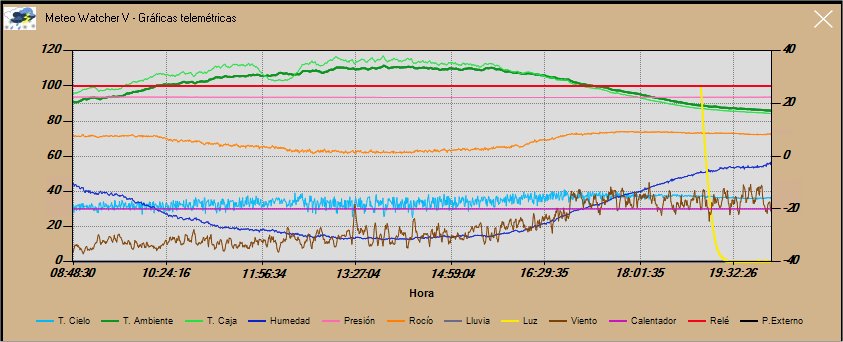 Meteo Watcher V - Gráficas telemétricas
120 40
100 20
80
60 0
40 -20
20
0 -40
08:48:30 10:24:16 11:56:34 13:27:04 14:59:04 16:29:35 18:01:35 19:32:26
Hora
T. Cielo T. Ambiente T. Caja Humedad Presión Rocío Lluvia Luz Viento Calentador Relé P.Externo